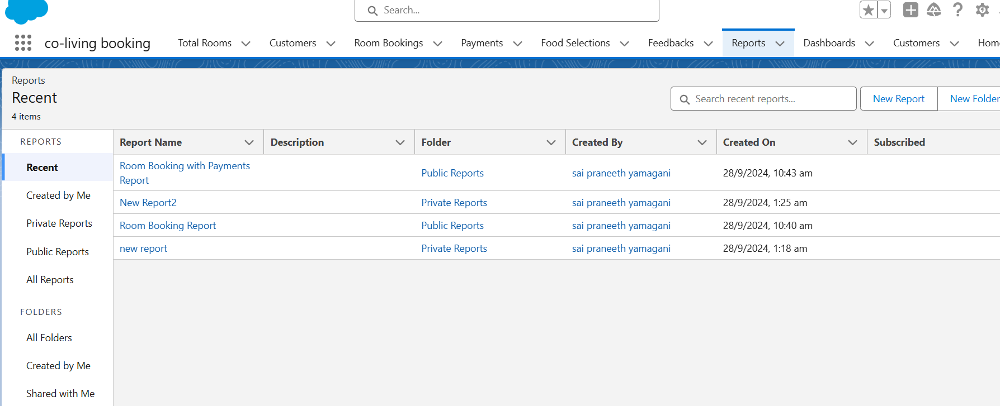 Search...
co-living booking
Total Rooms
Customers
Room Bookings
Payments
Food Selections
Feedbacks
Reports
Dashboards
Customers
Hom
Reports
Recent
4 items
Search recent reports...
New Report
New Folder
REPORTS
Recent
Created by Me
Private Reports
Public Reports
All Reports
FOLDERS
All Folders
Created by Me
Shared with Me
Report Name Description Folder Created By Created On Subscribed
Room Booking with Payments
Report
Public Reports sai praneeth yamagani 28/9/2024, 10:43 am
New Report2 Private Reports sai praneeth yamagani 28/9/2024, 1:25 am
Room Booking Report Public Reports sai praneeth yamagani 28/9/2024, 10:40 am
new report Private Reports sai praneeth yamagani 28/9/2024, 1:18 am